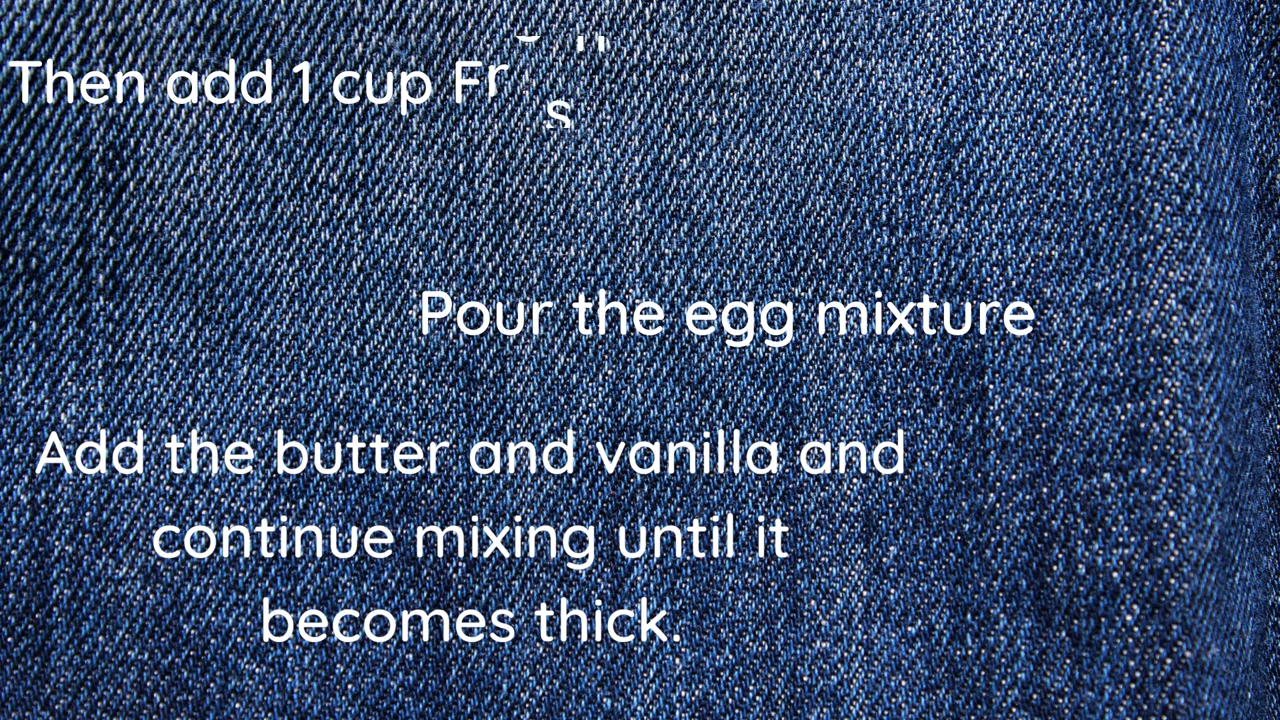 Then add 1 cup
Pour the egg mixture
Add the butter and vanilla and
continue mixing until it
becomes thick.